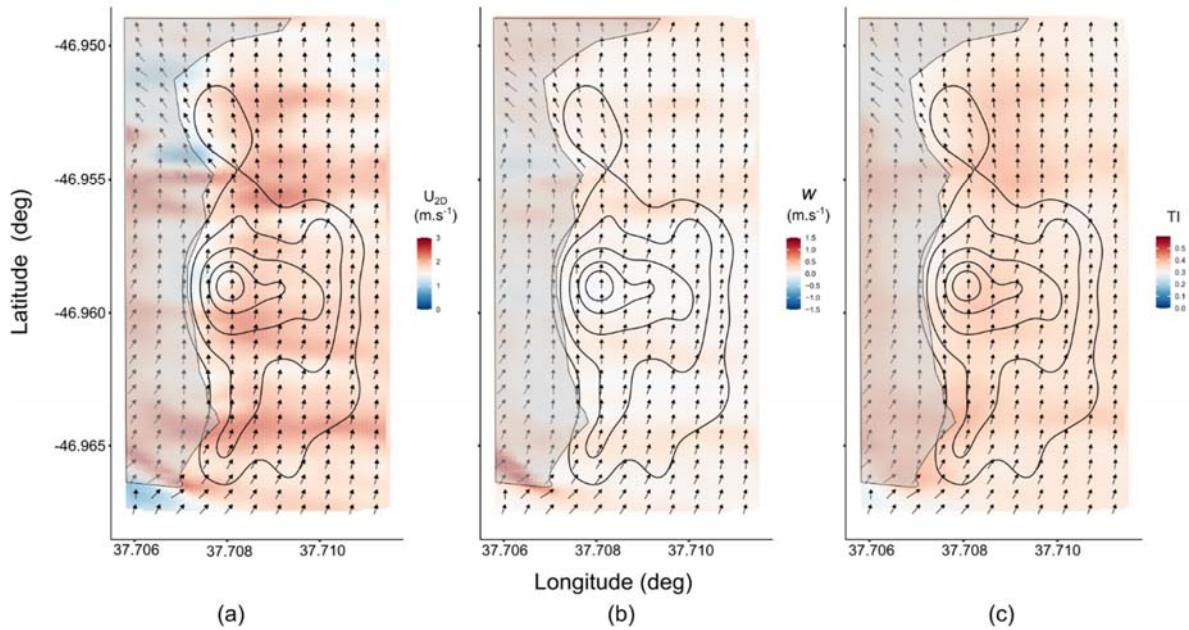 -46.950
-46.955
-46.960
-46.965
Latitude (deg)
37.706 37.708 37.710
U2D
(m.s-1)
3
2
1
0
37.706 37.708 37.710
W
(m.s-1)
1.5
1.0
0.5
0.0
-0.5
-1.0
-1.5
37.706 37.708 37.710
TI
0.5
0.4
0.3
0.2
0.1
0.0
Longitude (deg)
(a) (b) (c)